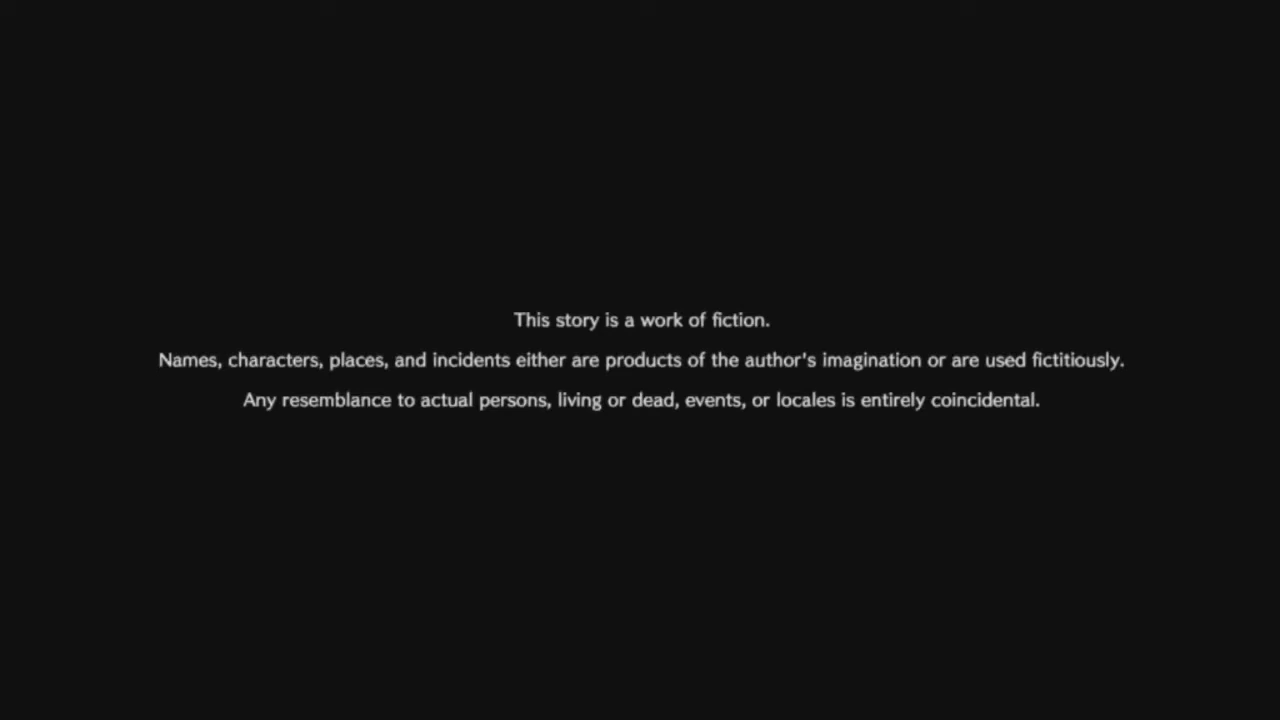 This story is a work of fiction.
Names, characters, places, and incidents either are products of the author's imagination or are used fictitiously.
Any resemblance to actual persons, living or dead, events, or locales is entirely coincidental.